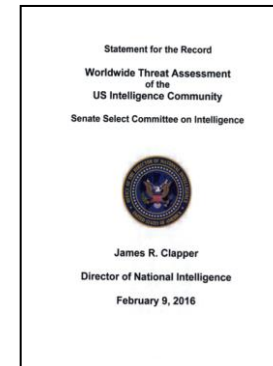 Statement for the Record
Worldwide Threat Assessment
of the
US Intelligence Community
Senate Select Committee on Intelligence
James R. Clapper
Director of National Intelligence
February 9, 2016